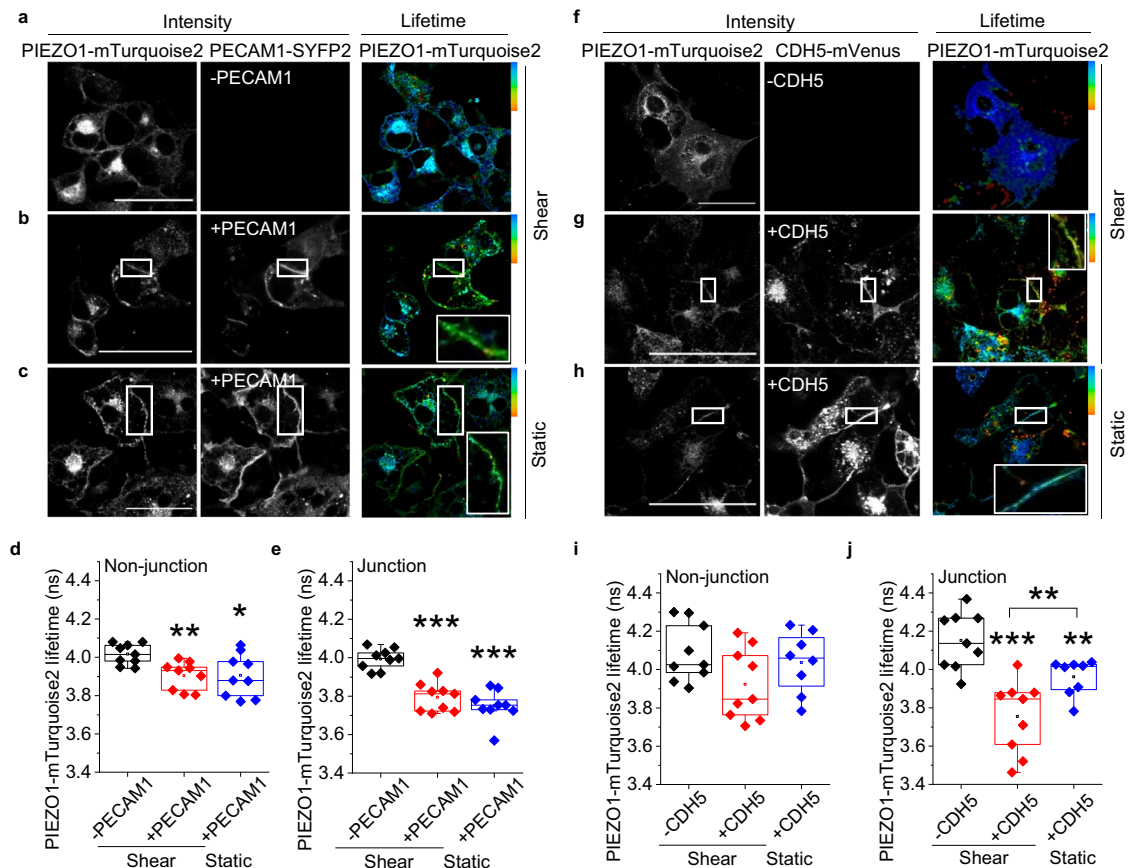 a
Intensity
Lifetime
PIEZO1-mTurquoise2 PECAM1-SYFP2 PIEZO1-mTurquoise2
-PECAM1
b
+PECAM1
c
+PECAM1
Shear
Static
f
Intensity
Lifetime
PIEZO1-mTurquoise2 CDH5-mVenus PIEZO1-mTurquoise2
-CDH5
g
+CDH5
h
+CDH5
Shear
Static
d
Non-junction
PIEZO1-mTurquoise2 lifetime (ns)
4.4
4.2
4.0
3.8
3.6
3.4
**
*
-PECAM1
+PECAM1
+PECAM1
Shear
Static
e
Junction
4.4
4.2
4.0
3.8
3.6
3.4
***
***
-PECAM1
+PECAM1
+PECAM1
Shear
Static
i
Non-junction
PIEZO1-mTurquoise2 lifetime (ns)
4.4
4.2
4.0
3.8
3.6
3.4
-CDH5
+CDH5
+CDH5
Shear
Static
j
Junction
PIEZO1-mTurquoise2 lifetime (ns)
4.4
4.2
4.0
3.8
3.6
3.4
**
***
**
-CDH5
+CDH5
+CDH5
Shear
Static